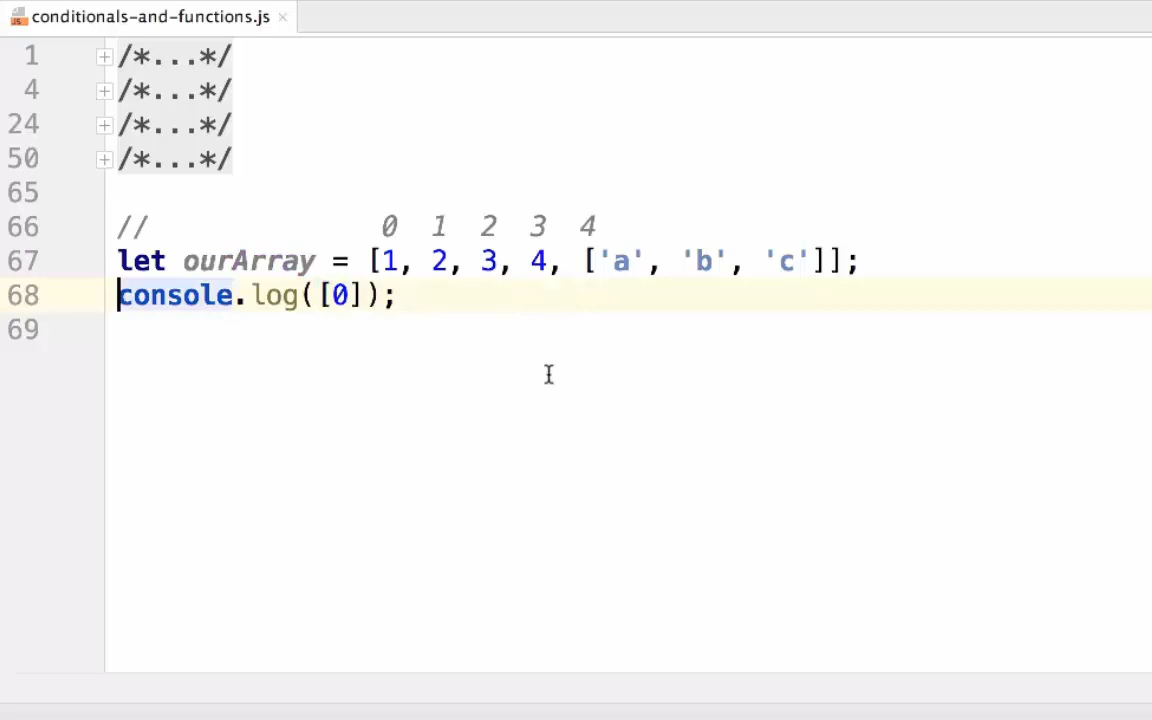 conditionals-and-functions.js
1 /*...*/
4 /*...*/
24 /*...*/
50 /*...*/
65
66 // 0 1 2 3 4
67 let ourArray = [1, 2, 3, 4, ['a', 'b', 'c']];
68 console.log([0]);
69